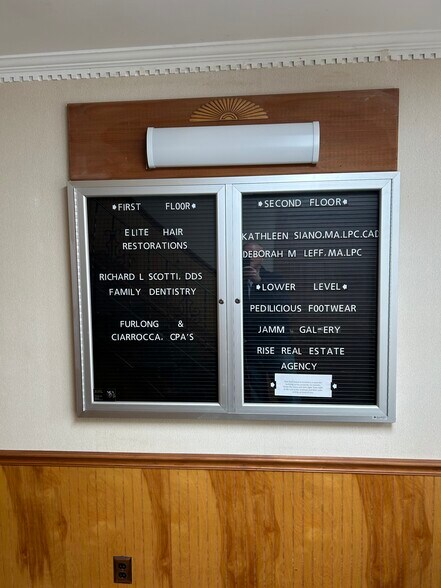 *FIRST FLOOR*
ELITE HAIR
RESTORATIONS
RICHARD L SCOTTI. DDS
FAMILY DENTISTRY
FURLONG &
CIARROCCA. CPA'S
*SECOND FLOOR*
KATHLEEN SIANO.MA.LPC.CAD
DEBORAH M LEFF.MA.LPC
*LOWER LEVEL*
PEDILICIOUS FOOTWEAR
JAMM GAL=ERY
RISE REAL ESTATE
AGENCY